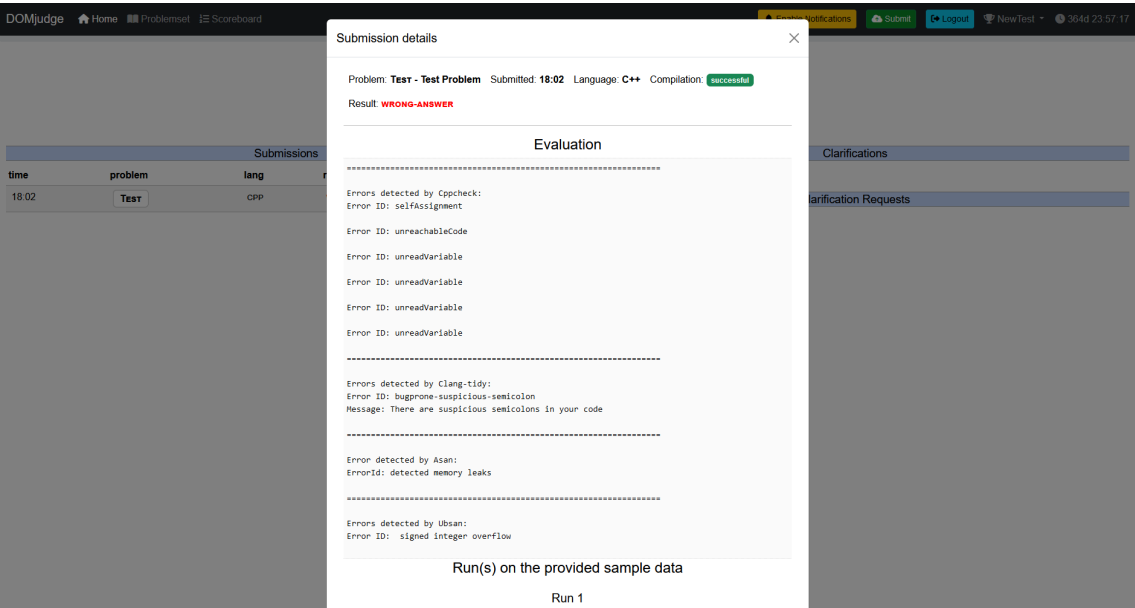 DOMjudge Home Problemset Scoreboard Enable Notifications Submit Logout NewTest 364d 23:57:17
Submission details
Problem: TEST - Test Problem Submitted: 18:02 Language: C++ Compilation: successful
Result: WRONG-ANSWER
Evaluation
Submissions
Clarifications
time problem lang
18:02 TEST CPP
larification Requests
=================================================================
Errors detected by Cppcheck:
Error ID: selfAssignment
Error ID: unreachableCode
Error ID: unreadVariable
Error ID: unreadVariable
Error ID: unreadVariable
Error ID: unreadVariable
=================================================================
Errors detected by Clang-tidy:
Error ID: bugprone-suspicious-semicolon
Message: There are suspicious semicolons in your code
=================================================================
Error detected by Asan:
ErrorId: detected memory leaks
=================================================================
Errors detected by Ubsan:
Error ID:  signed integer overflow
Run(s) on the provided sample data
Run 1